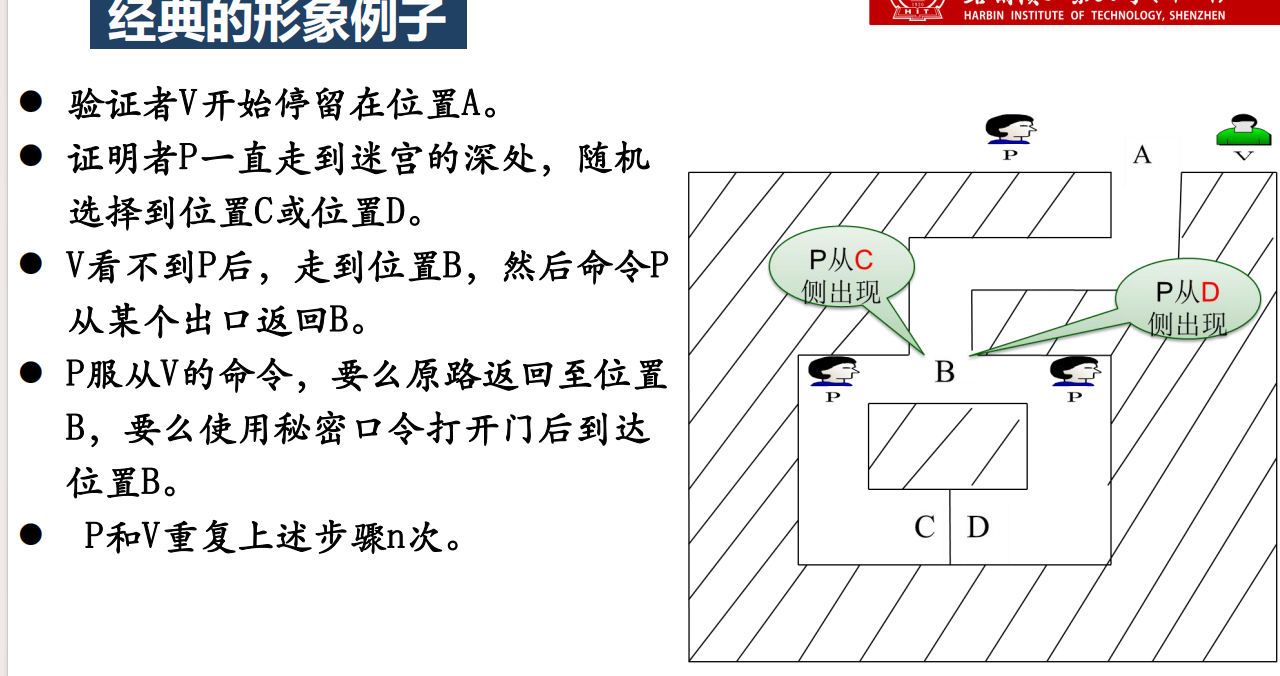 经典的形象例子
HARBIN INSTITUTE OF TECHNOLOGY, SHENZHEN
HIT
● 验证者V开始停留在位置A。
● 证明者P一直走到迷宫的深处，随机
选择到位置C或位置D。
● V看不到P后，走到位置B，然后命令P
从某个出口返回B。
● P服从V的命令，要么原路返回至位置
B，要么使用秘密口令打开门后到达
位置B。
● P和V重复上述步骤n次。
P
A
V
P从C
侧出现
P从D
侧出现
P
B
P
C
D